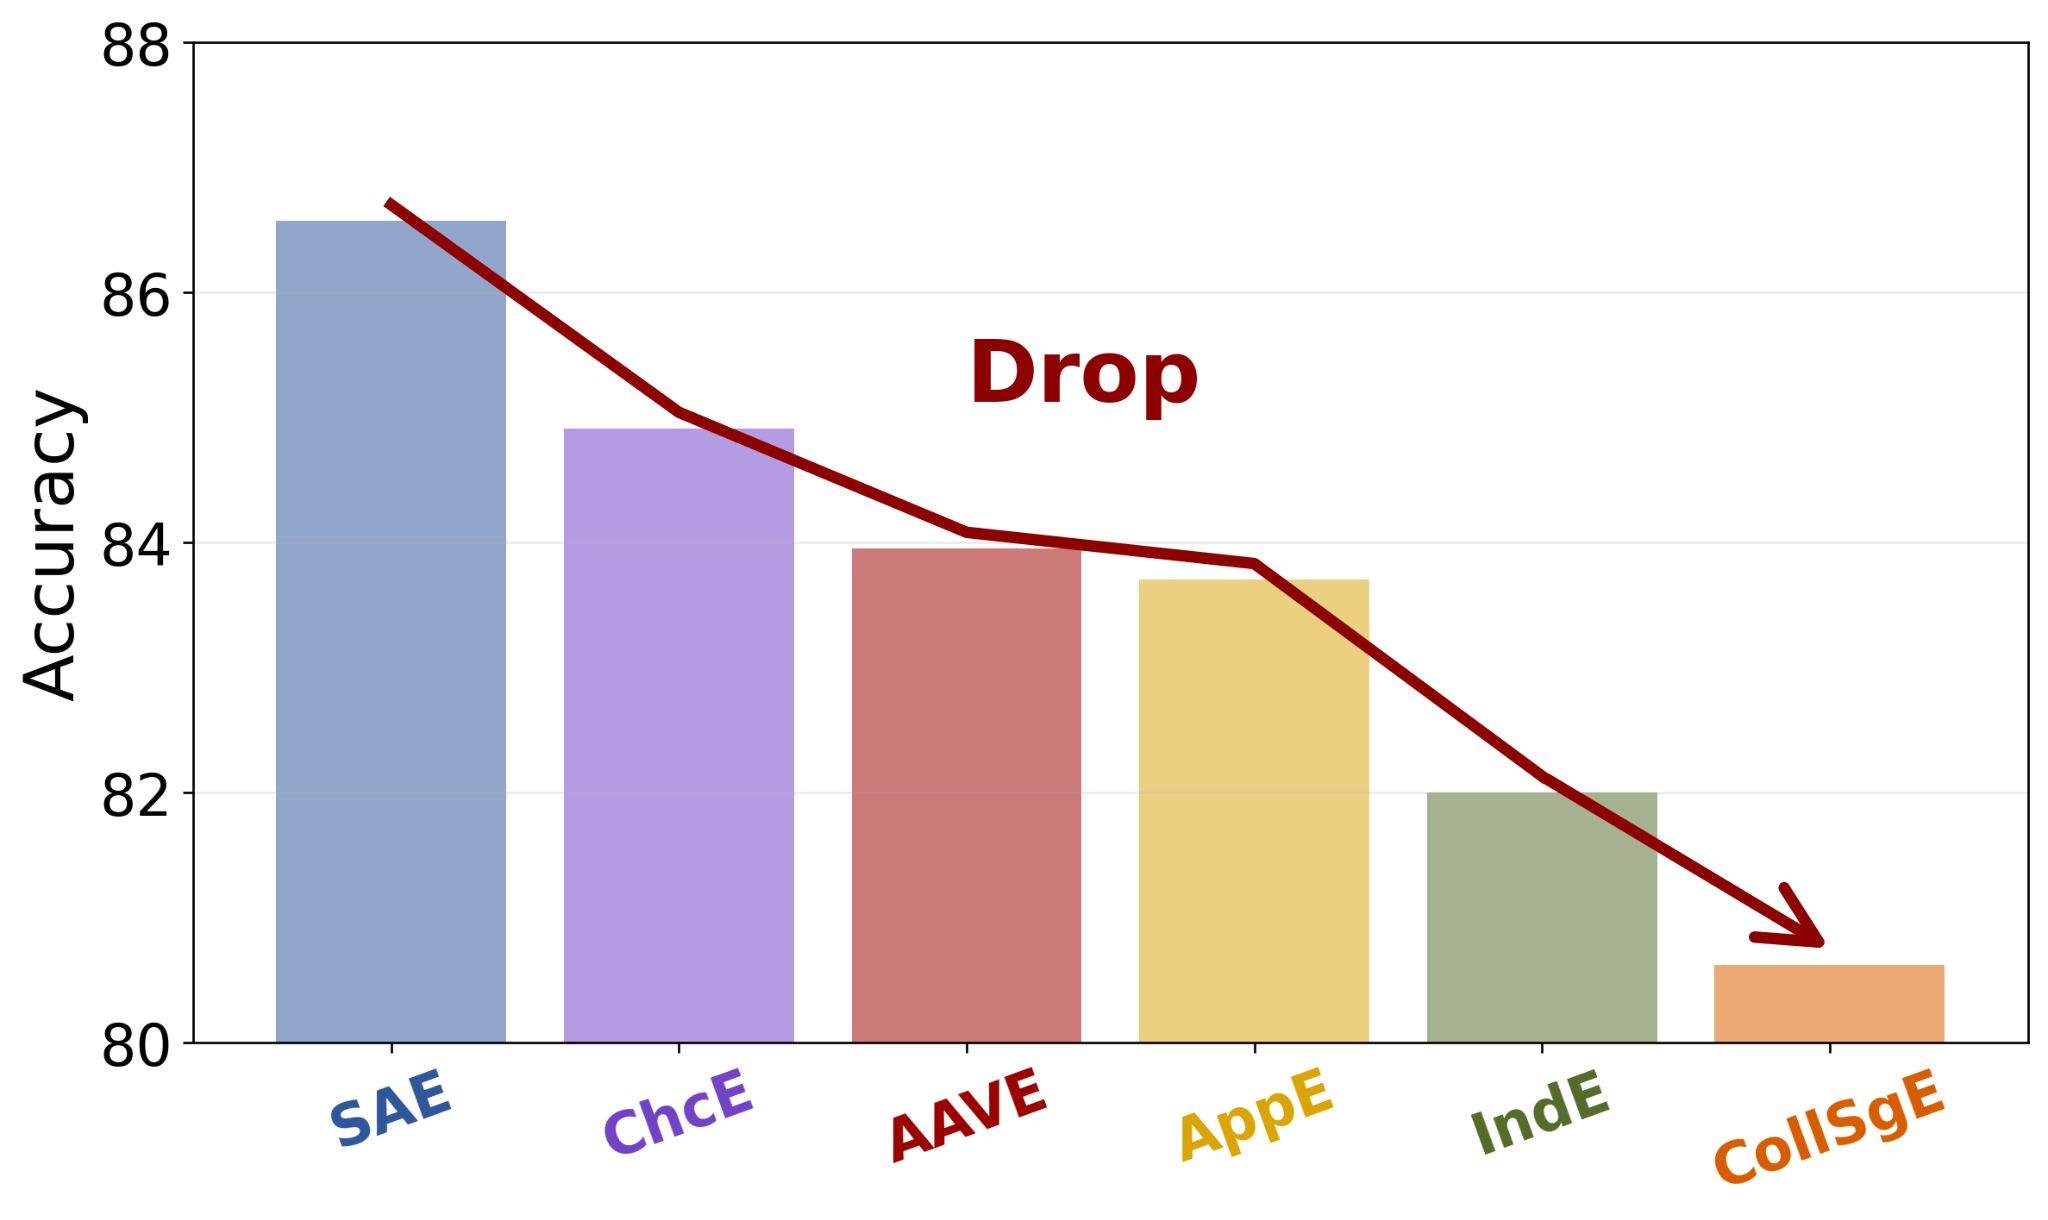 88
86
84
82
80
Accuracy
Drop
SAE
ChcE
AAVE
AppE
IndE
CollSgE